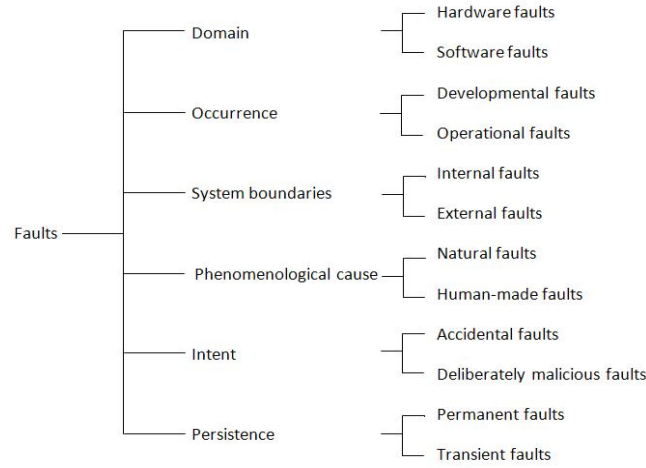 Faults
Domain
Hardware faults
Software faults
Occurrence
Developmental faults
Operational faults
System boundaries
Internal faults
External faults
Phenomenological cause
Natural faults
Human-made faults
Intent
Accidental faults
Deliberately malicious faults
Persistence
Permanent faults
Transient faults